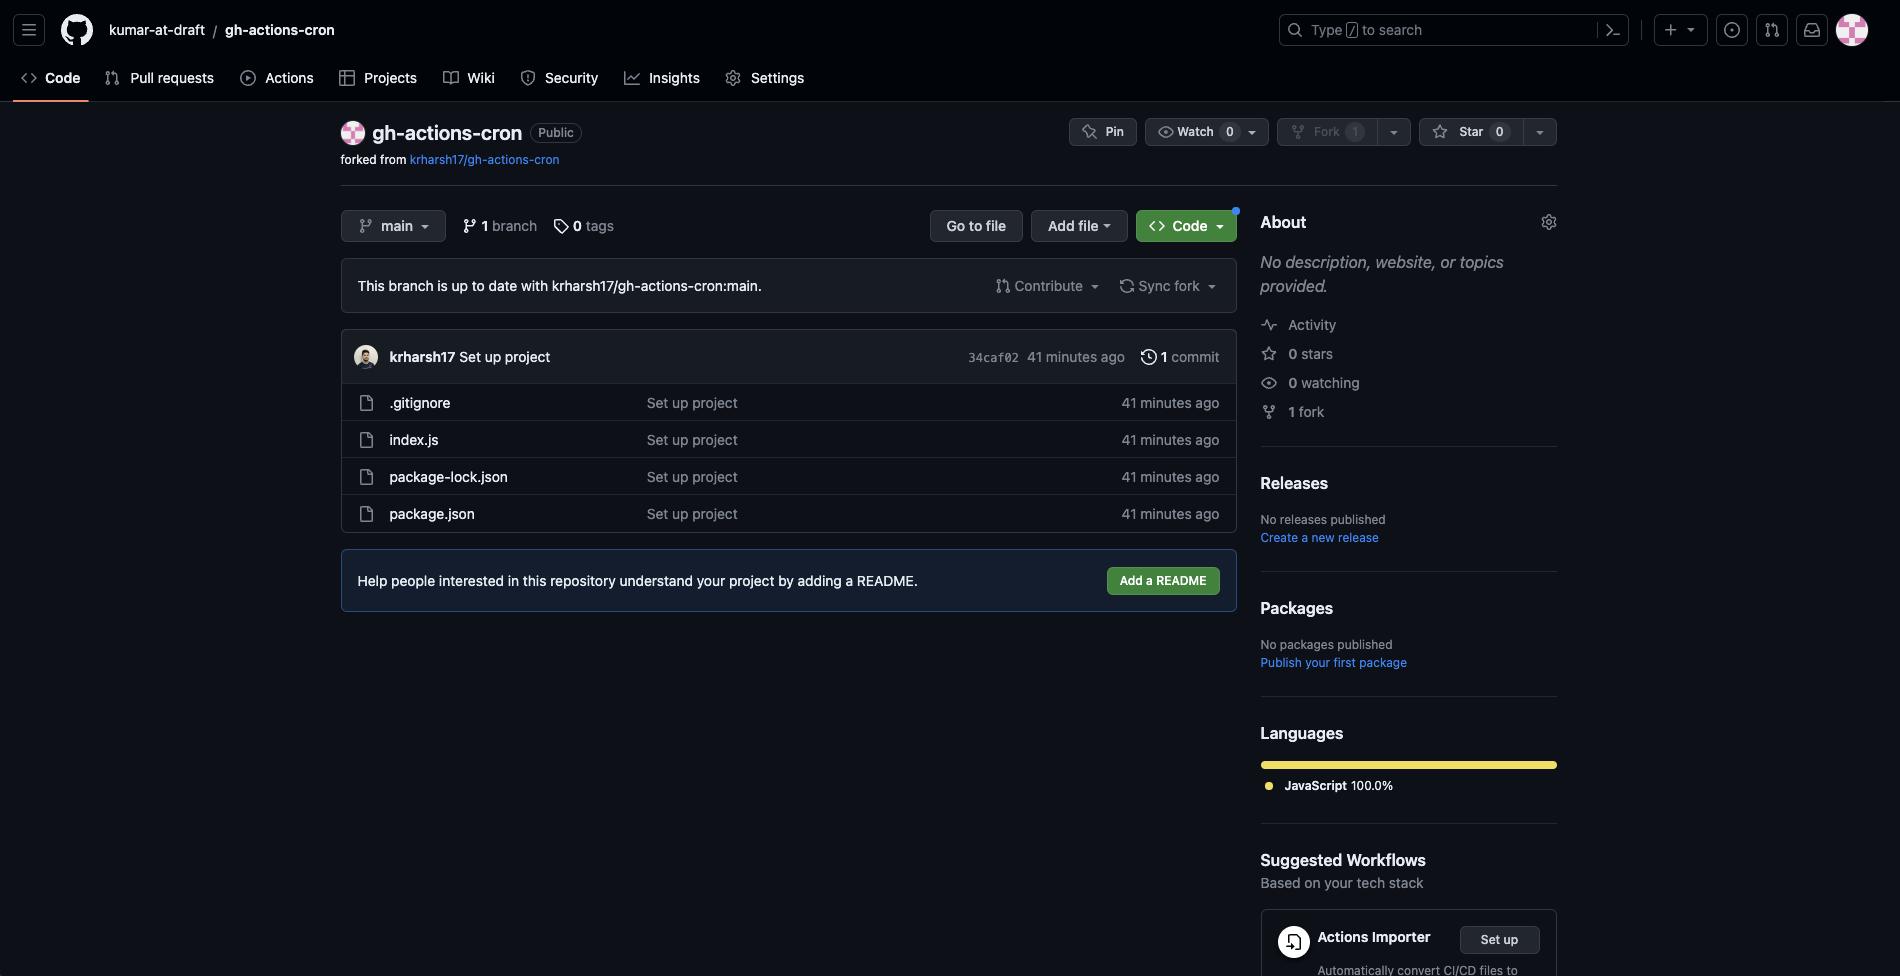 kumar-at-draft / gh-actions-cron
Type / to search
Code Pull requests Actions Projects Wiki Security Insights Settings
gh-actions-cron Public
Pin Watch 0 Fork 1 Star 0
forked from krharsh17/gh-actions-cron
main 1 branch 0 tags Go to file Add file Code
This branch is up to date with krharsh17/gh-actions-cron:main. Contribute Sync fork
krharsh17 Set up project 34caf02 41 minutes ago 1 commit
.gitignore Set up project 41 minutes ago
index.js Set up project 41 minutes ago
package-lock.json Set up project 41 minutes ago
package.json Set up project 41 minutes ago
Help people interested in this repository understand your project by adding a README. Add a README
About
No description, website, or topics
provided.
Activity
0 stars
0 watching
1 fork
Releases
No releases published
Create a new release
Packages
No packages published
Publish your first package
Languages
JavaScript 100.0%
Suggested Workflows
Based on your tech stack
Actions Importer Set up
Automatically convert CI/CD files to